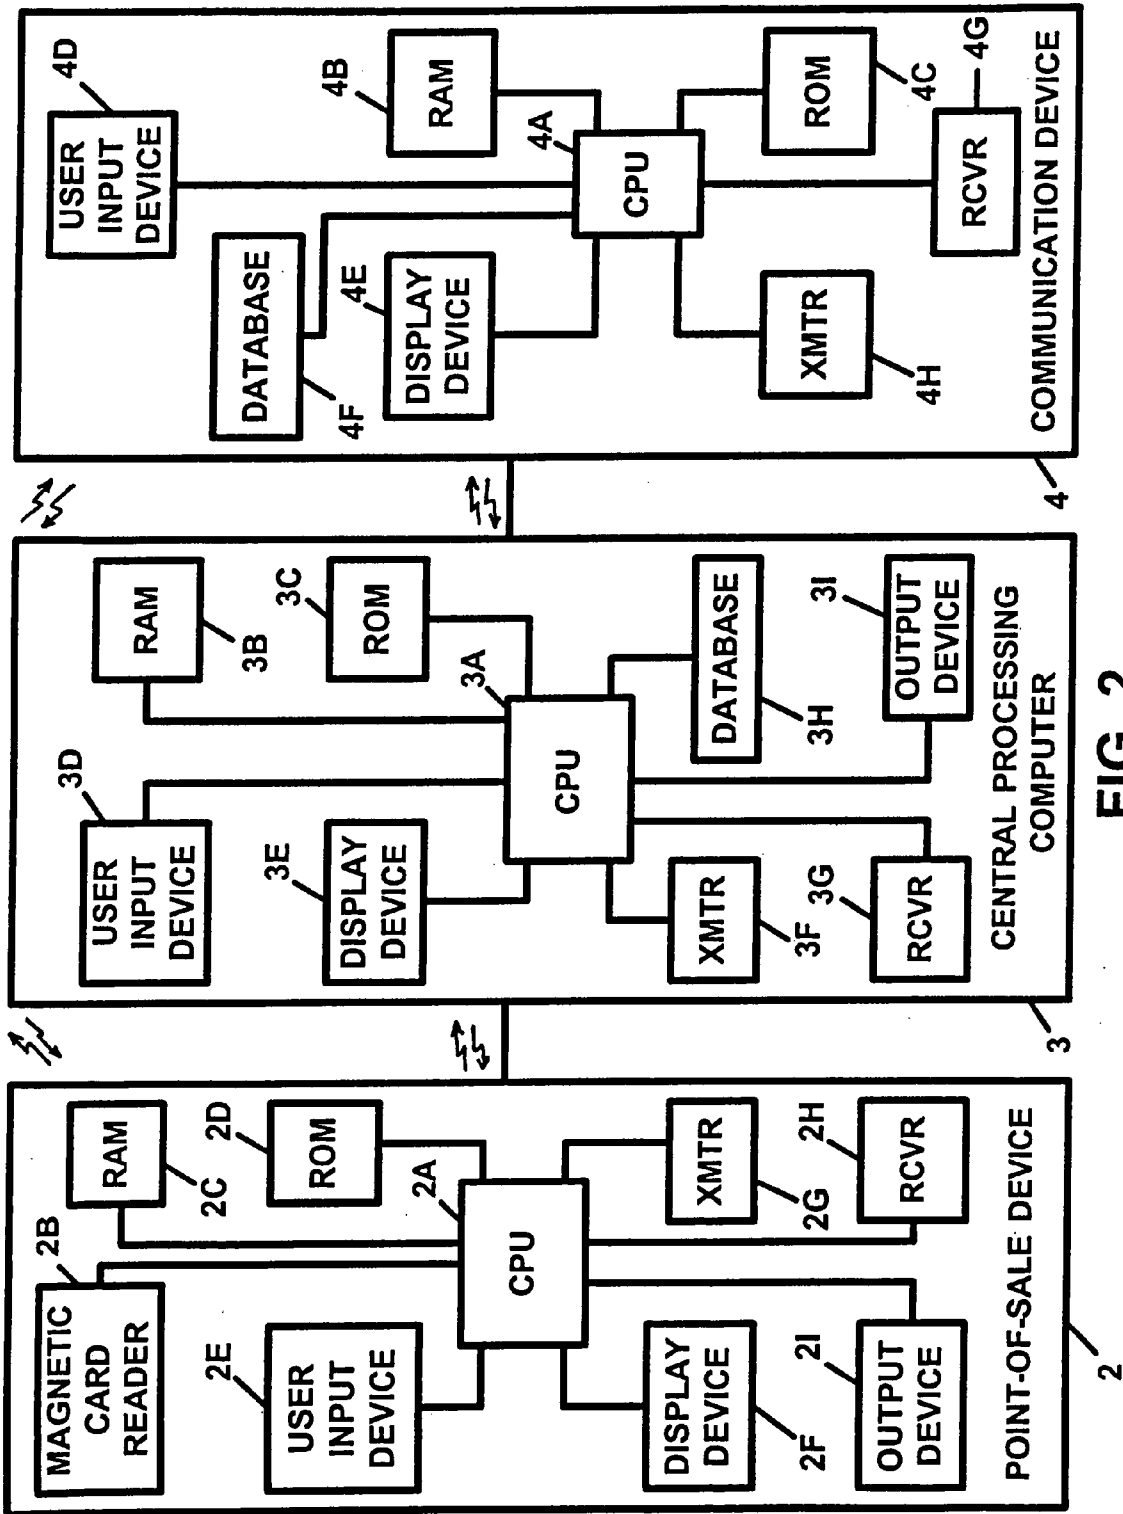 2B
MAGNETIC
CARD
READER
RAM
2C
2E
USER
INPUT
DEVICE
2D
ROM
2A
CPU
DISPLAY
DEVICE
2F
XMTR
2G
2I
OUTPUT
DEVICE
2H
RCVR
POINT-OF-SALE DEVICE
2
3D
USER
INPUT
DEVICE
RAM
3B
3E
DISPLAY
DEVICE
3C
ROM
3A
CPU
XMTR
3F
DATABASE
3H
3G
RCVR
3I
OUTPUT
DEVICE
CENTRAL PROCESSING
COMPUTER
3
4D
USER
INPUT
DEVICE
DATABASE
4F
4E
DISPLAY
DEVICE
4B
RAM
4A
CPU
XMTR
4H
ROM
4C
RCVR
4G
COMMUNICATION DEVICE
4
FIG. 2